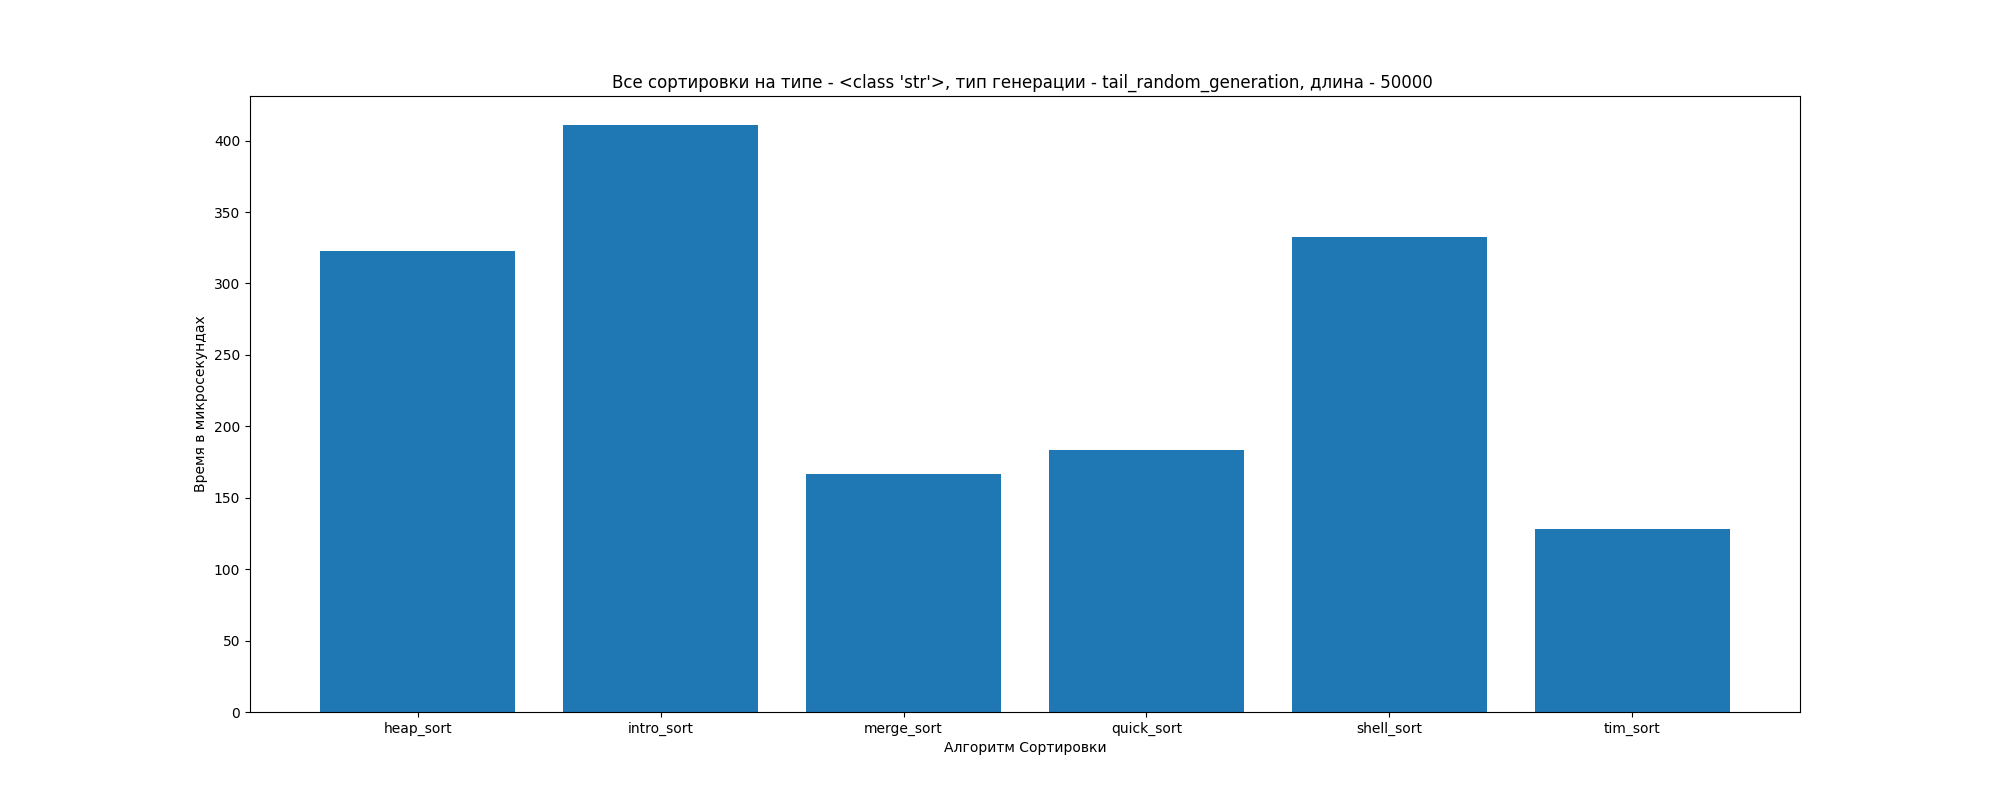 Все сортировки на типе - <class 'str'>, тип генерации - tail_random_generation, длина - 50000
Время в микросекундах
400
350
300
250
200
150
100
50
0
heap_sort
intro_sort
merge_sort
quick_sort
shell_sort
tim_sort
Алгоритм Сортировки